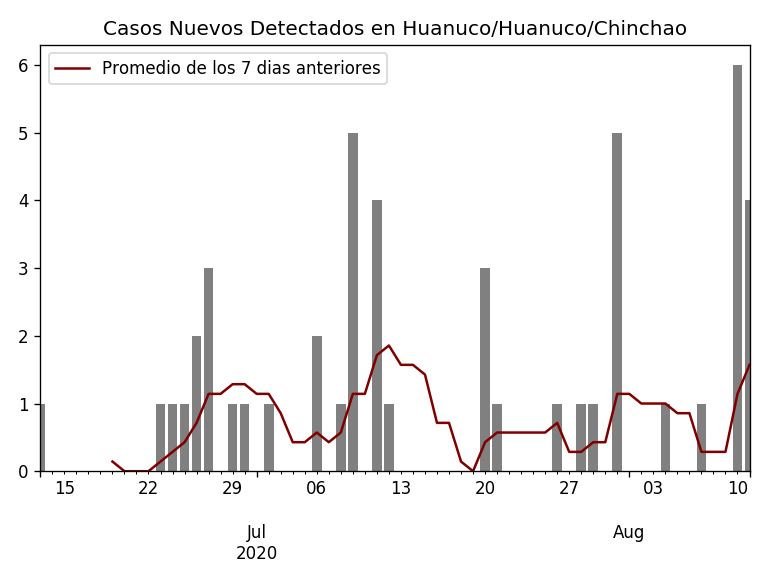 Casos Nuevos Detectados en Huanuco/Huanuco/Chinchao
Promedio de los 7 dias anteriores
6
5
4
3
2
1
0
15 22 29 06 13 20 27 03 10
Jul Aug
2020